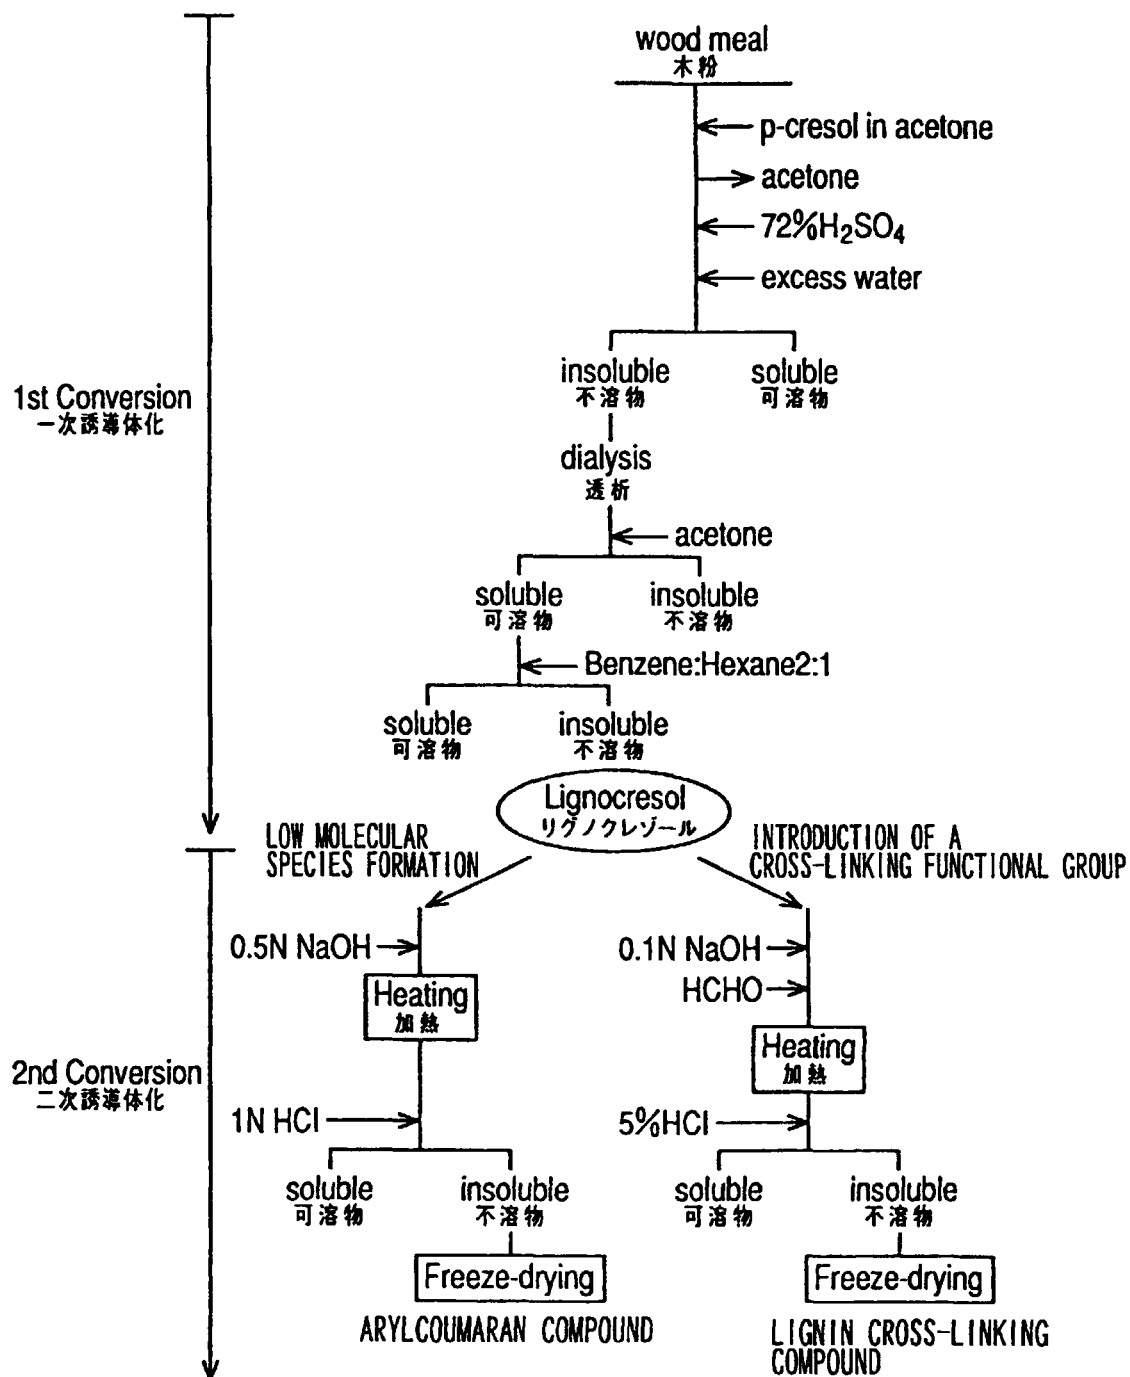 wood meal
木粉
p-cresol in acetone
acetone
72%H₂SO₄
excess water
insoluble
不溶物
soluble
可溶物
1st Conversion
一次誘導体化
dialysis
透析
acetone
soluble
可溶物
insoluble
不溶物
Benzene:Hexane2:1
soluble
可溶物
insoluble
不溶物
Lignocresol
リグノクレゾール
LOW MOLECULAR
SPECIES FORMATION
INTRODUCTION OF A
CROSS-LINKING FUNCTIONAL GROUP
2nd Conversion
二次誘導体化
0.5N NaOH
Heating
加熱
1N HCl
soluble
可溶物
insoluble
不溶物
Freeze-drying
ARYLCOUMARAN COMPOUND
0.1N NaOH
HCHO
Heating
加熱
5%HCl
soluble
可溶物
insoluble
不溶物
Freeze-drying
LIGNIN CROSS-LINKING
COMPOUND